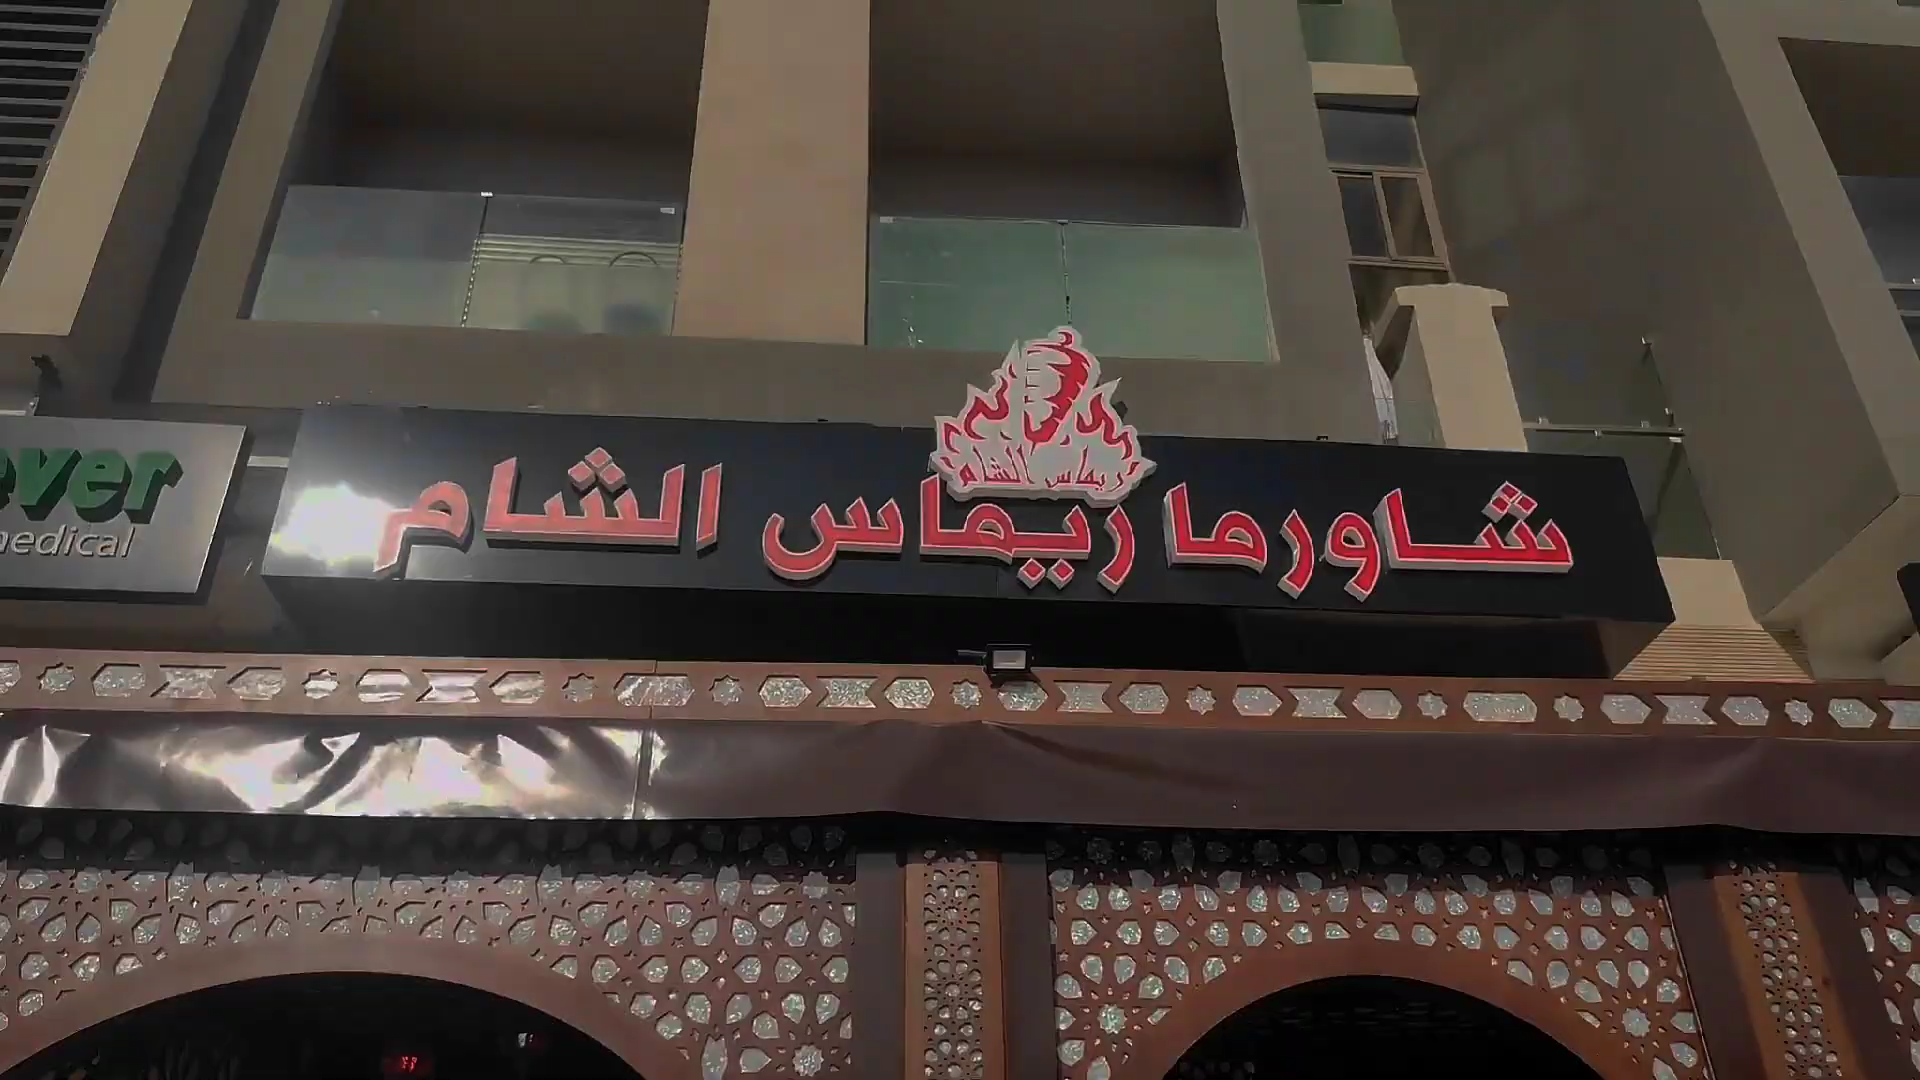 ريماس الشام
شاورما ريماس الشام
ever
medical